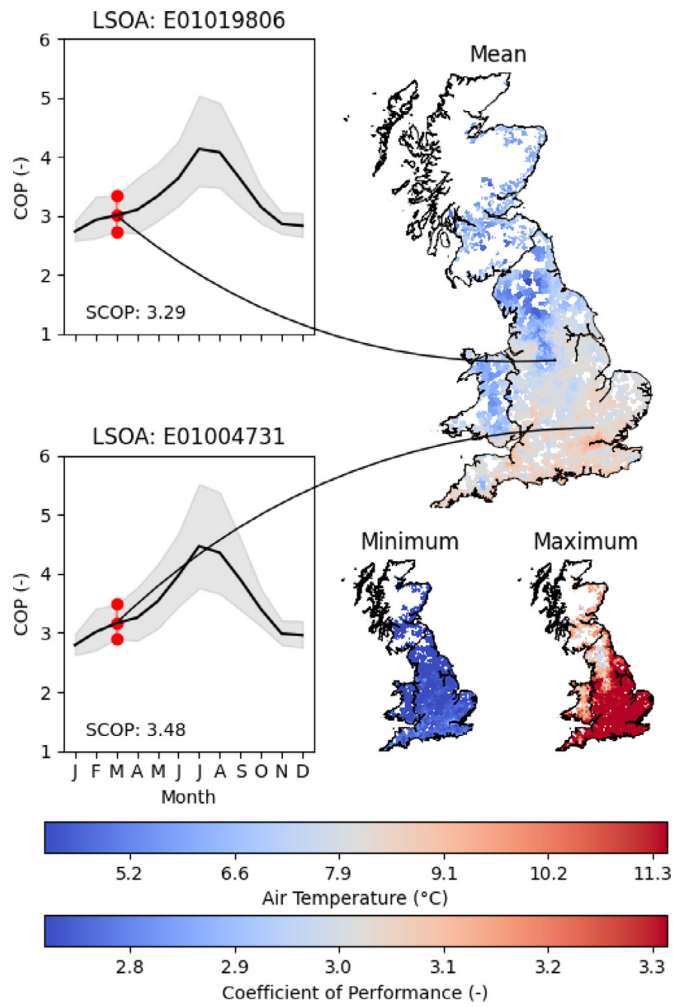 LSOA: E01019806
6
5
4
3
2
1
COP (-)
SCOP: 3.29
Mean
LSOA: E01004731
6
5
4
3
2
1
COP (-)
SCOP: 3.48
J F M A M J J A S O N D
Month
Minimum
Maximum
5.2 6.6 7.9 9.1 10.2 11.3
Air Temperature (°C)
2.8 2.9 3.0 3.1 3.2 3.3
Coefficient of Performance (-)